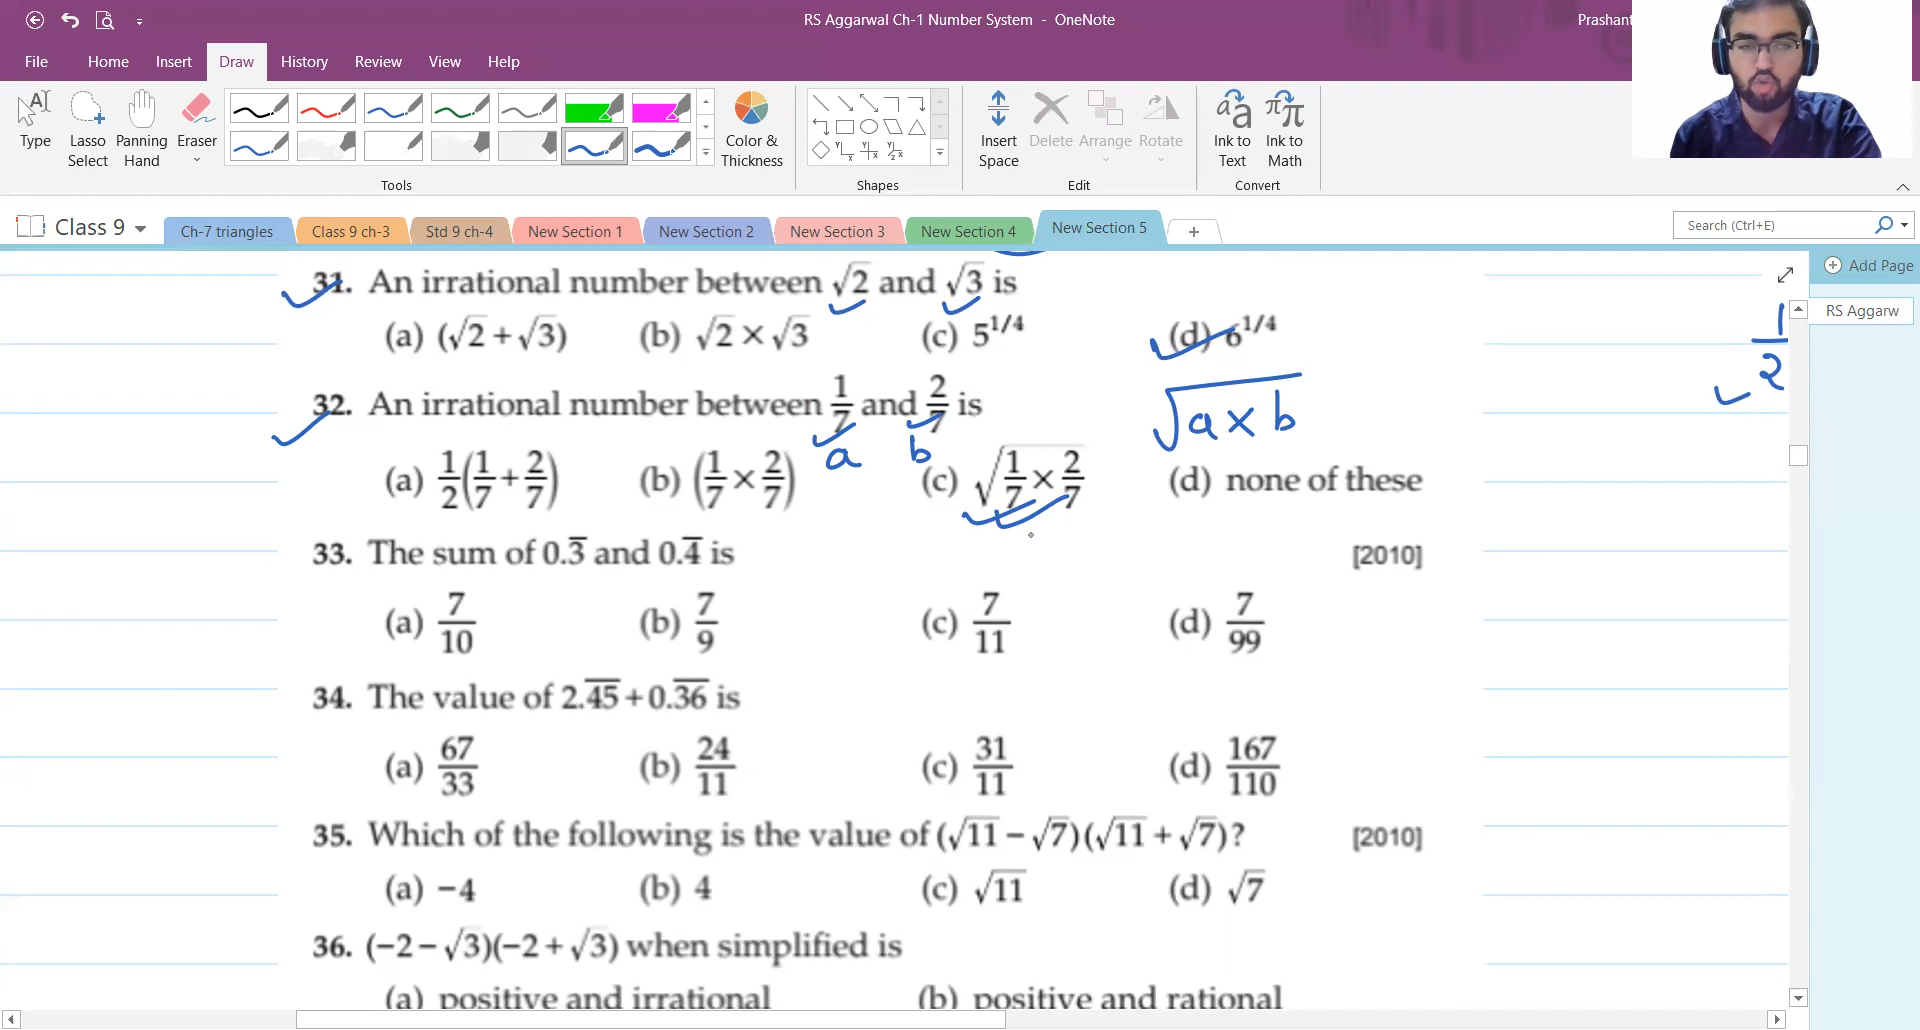 RS Aggarwal Ch-1 Number System - OneNote
Prashant
File Home Insert Draw History Review View Help
Type
Lasso Select
Panning Hand
Eraser
Color & Thickness
Insert Space
Delete
Arrange
Rotate
Ink to Text
Ink to Math
Tools
Shapes
Edit
Convert
Class 9
Ch-7 triangles
Class 9 ch-3
Std 9 ch-4
New Section 1
New Section 2
New Section 3
New Section 4
New Section 5
+
Search (Ctrl+E)
Add Page
RS Aggarw
31. An irrational number between √2 and √3 is
(a) (√2 + √3) (b) √2 × √3 (c) 5^1/4 (d) 6^1/4
1/2
32. An irrational number between 1/7 and 2/7 is
√a × b
a b
(a) 1/2(1/7 + 2/7) (b) (1/7 × 2/7) (c) √(1/7 × 2/7) (d) none of these
33. The sum of 0.3̅ and 0.4̅ is [2010]
(a) 7/10 (b) 7/9 (c) 7/11 (d) 7/99
34. The value of 2.4̅5̅ + 0.3̅6̅ is
(a) 67/33 (b) 24/11 (c) 31/11 (d) 167/110
35. Which of the following is the value of (√11 − √7)(√11 + √7)? [2010]
(a) −4 (b) 4 (c) √11 (d) √7
36. (−2 − √3)(−2 + √3) when simplified is
(a) positive and irrational (b) positive and rational